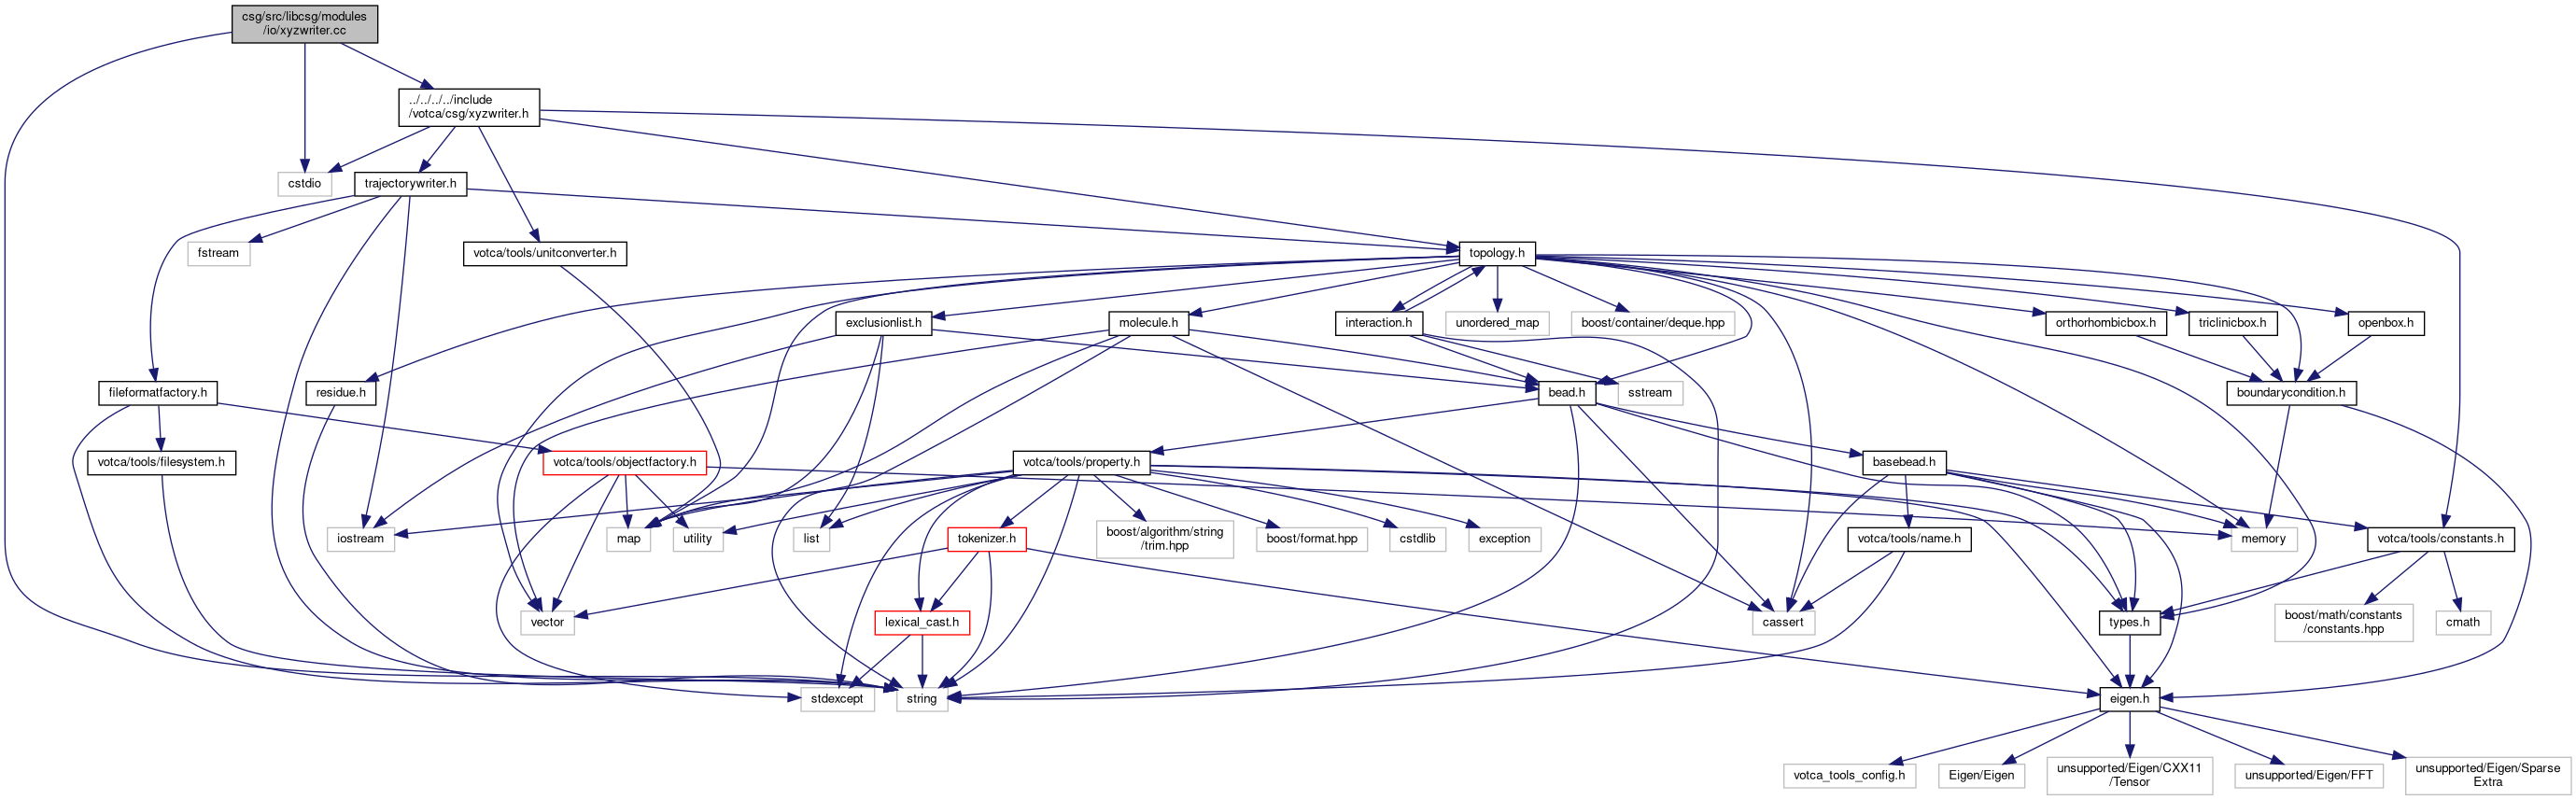 csg/src/libcsg/modules
/io/xyzwriter.cc
../../../../include
/votca/csg/xyzwriter.h
cstdio
trajectorywriter.h
fstream
votca/tools/unitconverter.h
topology.h
exclusionlist.h
molecule.h
interaction.h
unordered_map
boost/container/deque.hpp
orthorhombicbox.h
triclinicbox.h
openbox.h
fileformatfactory.h
residue.h
bead.h
sstream
boundarycondition.h
votca/tools/filesystem.h
votca/tools/objectfactory.h
votca/tools/property.h
basebead.h
iostream
map
utility
list
tokenizer.h
boost/algorithm/string
/trim.hpp
boost/format.hpp
cstdlib
exception
votca/tools/name.h
memory
votca/tools/constants.h
vector
lexical_cast.h
cassert
types.h
boost/math/constants
/constants.hpp
cmath
stdexcept
string
eigen.h
votca_tools_config.h
Eigen/Eigen
unsupported/Eigen/CXX11
/Tensor
unsupported/Eigen/FFT
unsupported/Eigen/Sparse
Extra